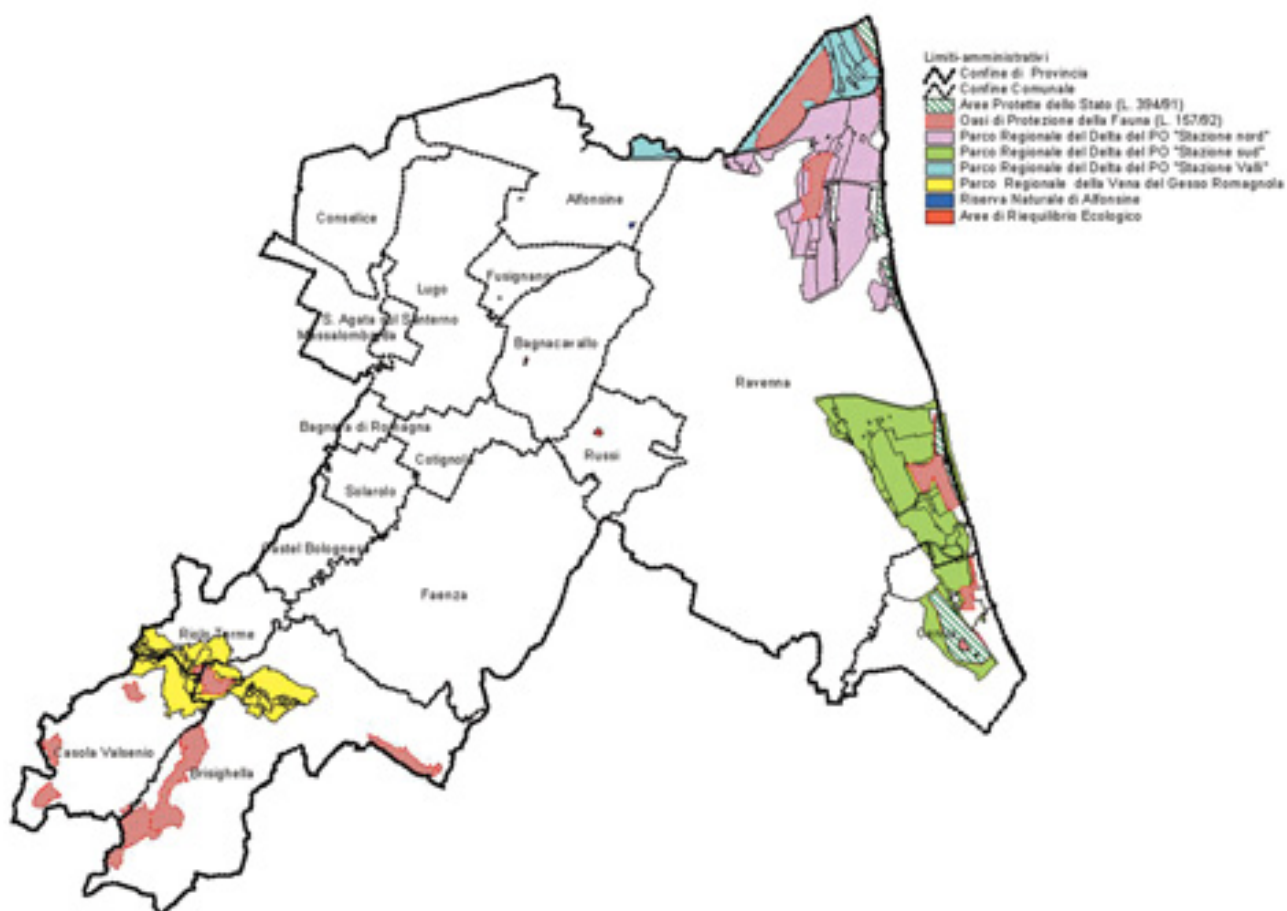 Limiti-amministrativi
Confine di Provincia
Confine Comunale
Aree Protette dello Stato (L. 394/91)
Oasi di Protezione della Fauna (L. 157/92)
Parco Regionale del Delta del PO "Stazione nord"
Parco Regionale del Delta del PO "Stazione sud"
Parco Regionale del Delta del PO "Stazione Valli"
Parco Regionale della Vena del Gesso Romagnola
Riserva Naturale di Alfonsine
Aree di Riequilibrio Ecologico
Alfonsine
Conselice
Fusignano
Lugo
S. Agata sul Santerno
Massalombarda
Bagnacavallo
Ravenna
Bagnara di Romagna
Cotignola
Russi
Solarolo
Castel Bolognese
Faenza
Riolo Terme
Cervia
Casola Valsenio
Brisighella